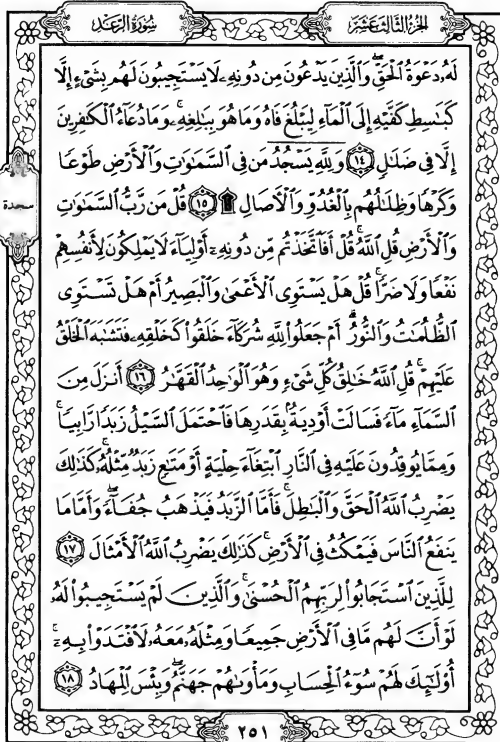 الجزء الثالث عشر
سورة الرعد
لَهُۥ دَعْوَةُ ٱلْحَقِّۖ وَٱلَّذِينَ يَدْعُونَ مِن دُونِهِۦ لَا يَسْتَجِيبُونَ لَهُم بِشَىْءٍ إِلَّا
كَبَٰسِطِ كَفَّيْهِ إِلَى ٱلْمَآءِ لِيَبْلُغَ فَاهُ وَمَا هُوَ بِبَٰلِغِهِۦۚ وَمَا دُعَآءُ ٱلْكَٰفِرِينَ
إِلَّا فِى ضَلَٰلٍ ١٤ وَلِلَّهِ يَسْجُدُ مَن فِى ٱلسَّمَٰوَٰتِ وَٱلْأَرْضِ طَوْعًا
وَكَرْهًا وَظِلَٰلُهُم بِٱلْغُدُوِّ وَٱلْءَاصَالِ ۩ ١٥ قُلْ مَن رَّبُّ ٱلسَّمَٰوَٰتِ
سجدة
وَٱلْأَرْضِ قُلِ ٱللَّهُۚ قُلْ أَفَٱتَّخَذْتُم مِّن دُونِهِۦٓ أَوْلِيَآءَ لَا يَمْلِكُونَ لِأَنفُسِهِمْ
نَفْعًا وَلَا ضَرًّاۚ قُلْ هَلْ يَسْتَوِى ٱلْأَعْمَىٰ وَٱلْبَصِيرُ أَمْ هَلْ تَسْتَوِى
ٱلظُّلُمَٰتُ وَٱلنُّورُۗ أَمْ جَعَلُوا۟ لِلَّهِ شُرَكَآءَ خَلَقُوا۟ كَخَلْقِهِۦ فَتَشَٰبَهَ ٱلْخَلْقُ
عَلَيْهِمْۚ قُلِ ٱللَّهُ خَٰلِقُ كُلِّ شَىْءٍ وَهُوَ ٱلْوَٰحِدُ ٱلْقَهَّٰرُ ١٦ أَنزَلَ مِنَ
ٱلسَّمَآءِ مَآءً فَسَالَتْ أَوْدِيَةٌۢ بِقَدَرِهَا فَٱحْتَمَلَ ٱلسَّيْلُ زَبَدًا رَّابِيًاۚ
وَمِمَّا يُوقِدُونَ عَلَيْهِ فِى ٱلنَّارِ ٱبْتِغَآءَ حِلْيَةٍ أَوْ مَتَٰعٍ زَبَدٌ مِّثْلُهُۥۚ كَذَٰلِكَ
يَضْرِبُ ٱللَّهُ ٱلْحَقَّ وَٱلْبَٰطِلَۚ فَأَمَّا ٱلزَّبَدُ فَيَذْهَبُ جُفَآءًۖ وَأَمَّا مَا
يَنفَعُ ٱلنَّاسَ فَيَمْكُثُ فِى ٱلْأَرْضِۚ كَذَٰلِكَ يَضْرِبُ ٱللَّهُ ٱلْأَمْثَالَ ١٧
لِلَّذِينَ ٱسْتَجَابُوا۟ لِرَبِّهِمُ ٱلْحُسْنَىٰۚ وَٱلَّذِينَ لَمْ يَسْتَجِيبُوا۟ لَهُۥ
لَوْ أَنَّ لَهُم مَّا فِى ٱلْأَرْضِ جَمِيعًا وَمِثْلَهُۥ مَعَهُۥ لَٱفْتَدَوْا۟ بِهِۦٓۚ
أُو۟لَٰٓئِكَ لَهُمْ سُوٓءُ ٱلْحِسَابِ وَمَأْوَىٰهُمْ جَهَنَّمُۖ وَبِئْسَ ٱلْمِهَادُ ١٨
٢٥١